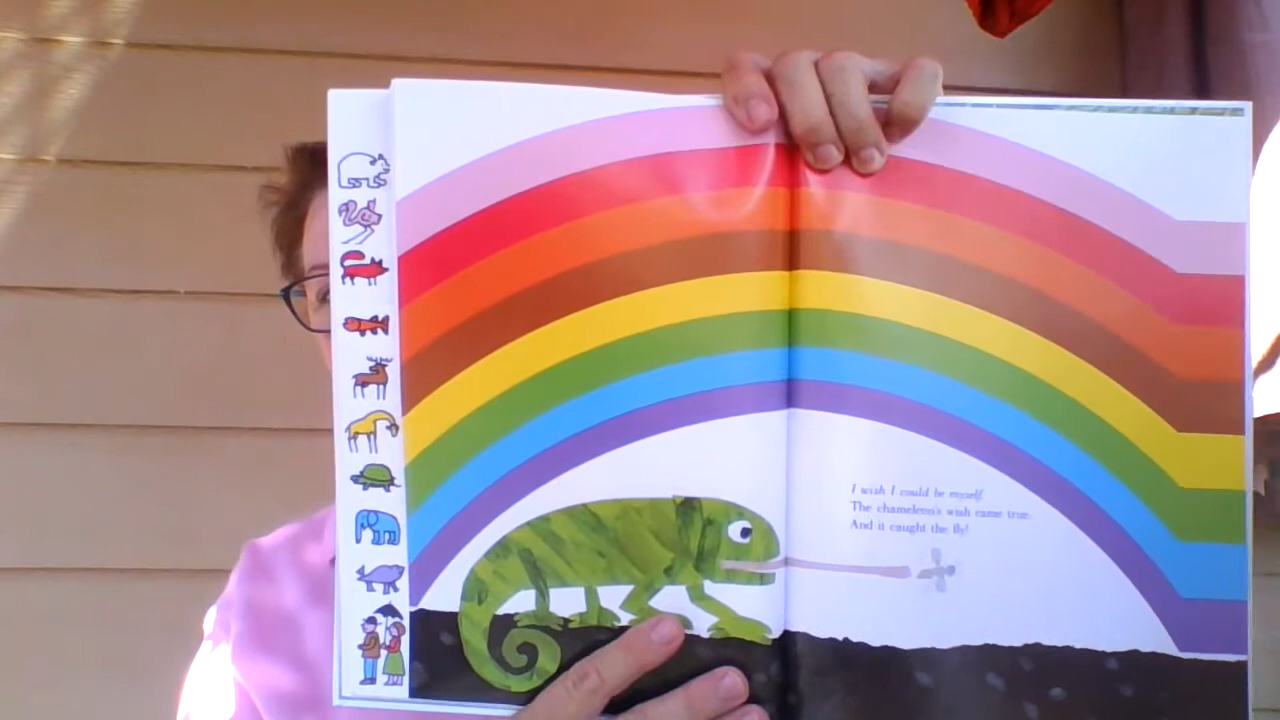 I wish I could be myself.
The chameleon's wish came true.
And it caught the fly!